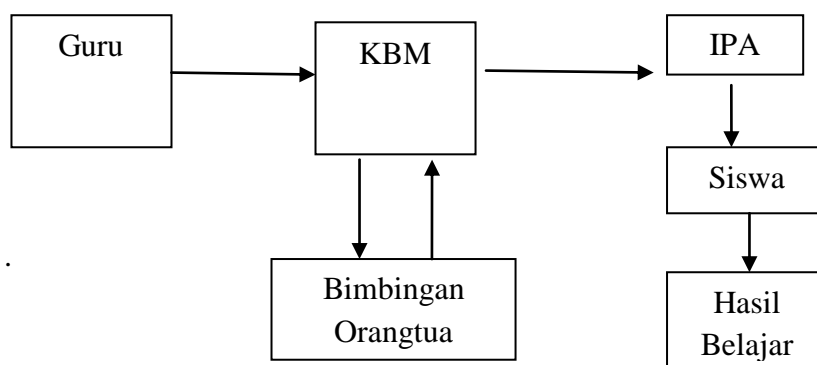 Guru
KBM
IPA
Siswa
.
Bimbingan
Orangtua
Hasil
Belajar